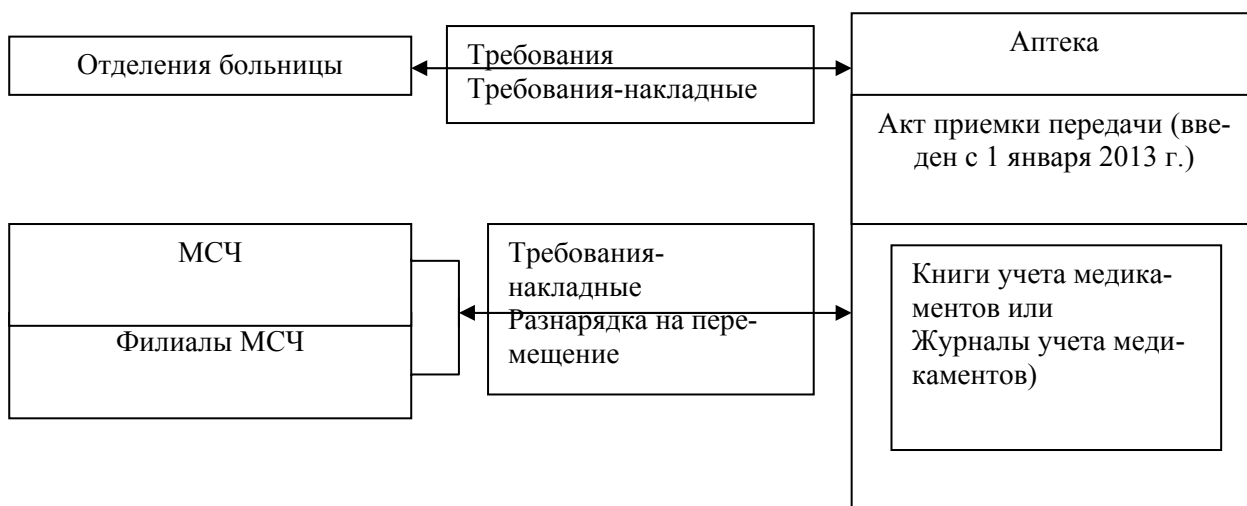 Отделения больницы
Требования
Требования-накладные
Аптека
Акт приемки передачи (вве-
ден с 1 января 2013 г.)
МСЧ
Филиалы МСЧ
Требования-
накладные
Разнарядка на пере-
мещение
Книги учета медика-
ментов или
Журналы учета меди-
каментов)